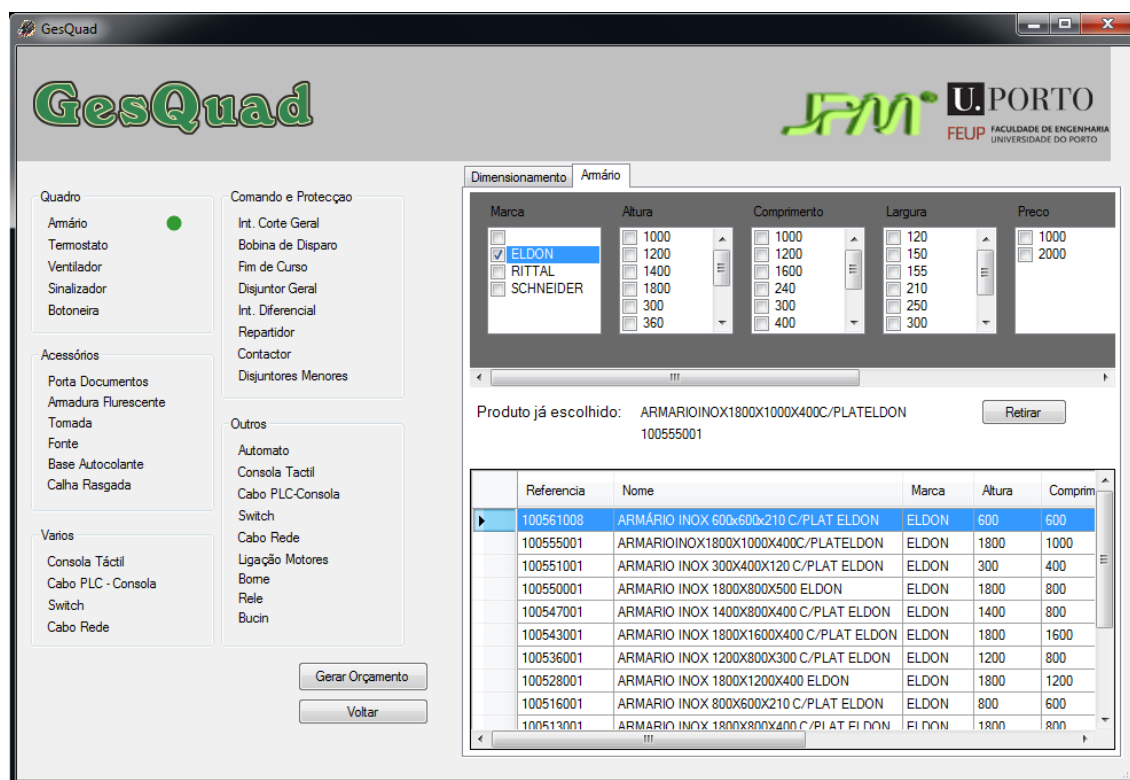 GesQuad
GesQuad
JPM
U.PORTO
FEUP FACULDADE DE ENGENHARIA
UNIVERSIDADE DO PORTO
Quadro
Armário
Termostato
Ventilador
Sinalizador
Botoneira
Acessórios
Porta Documentos
Armadura Flurescente
Tomada
Fonte
Base Autocolante
Calha Rasgada
Varios
Consola Táctil
Cabo PLC - Consola
Switch
Cabo Rede
Comando e Protecçao
Int. Corte Geral
Bobina de Disparo
Fim de Curso
Disjuntor Geral
Int. Diferencial
Repartidor
Contactor
Disjuntores Menores
Outros
Automato
Consola Tactil
Cabo PLC-Consola
Switch
Cabo Rede
Ligação Motores
Borne
Rele
Bucin
Gerar Orçamento
Voltar
Dimensionamento Armário
Marca
ELDON
RITTAL
SCHNEIDER
Altura
1000
1200
1400
1800
300
360
Comprimento
1000
1200
1600
240
300
400
Largura
120
150
155
210
250
300
Preco
1000
2000
Produto já escolhido: ARMARIOINOX1800X1000X400C/PLATELDON
100555001
Retirar
Referencia Nome Marca Altura Comprim
100561008 ARMÁRIO INOX 600x600x210 C/PLAT ELDON ELDON 600 600
100555001 ARMARIOINOX1800X1000X400C/PLATELDON ELDON 1800 1000
100551001 ARMARIO INOX 300X400X120 C/PLAT ELDON ELDON 300 400
100550001 ARMARIO INOX 1800X800X500 ELDON ELDON 1800 800
100547001 ARMARIO INOX 1400X800X400 C/PLAT ELDON ELDON 1400 800
100543001 ARMARIO INOX 1800X1600X400 C/PLAT ELDON ELDON 1800 1600
100536001 ARMARIO INOX 1200X800X300 C/PLAT ELDON ELDON 1200 800
100528001 ARMARIO INOX 1800X1200X400 ELDON ELDON 1800 1200
100516001 ARMARIO INOX 800X600X210 C/PLAT ELDON ELDON 800 600
100513001 ARMARIO INOX 1800X800X400 C/PLAT ELDON ELDON 1800 800